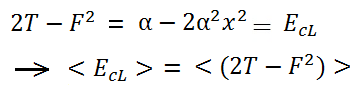 2T − F² = α − 2α²x² = E_cL
→ < E_cL > = < (2T − F²) >